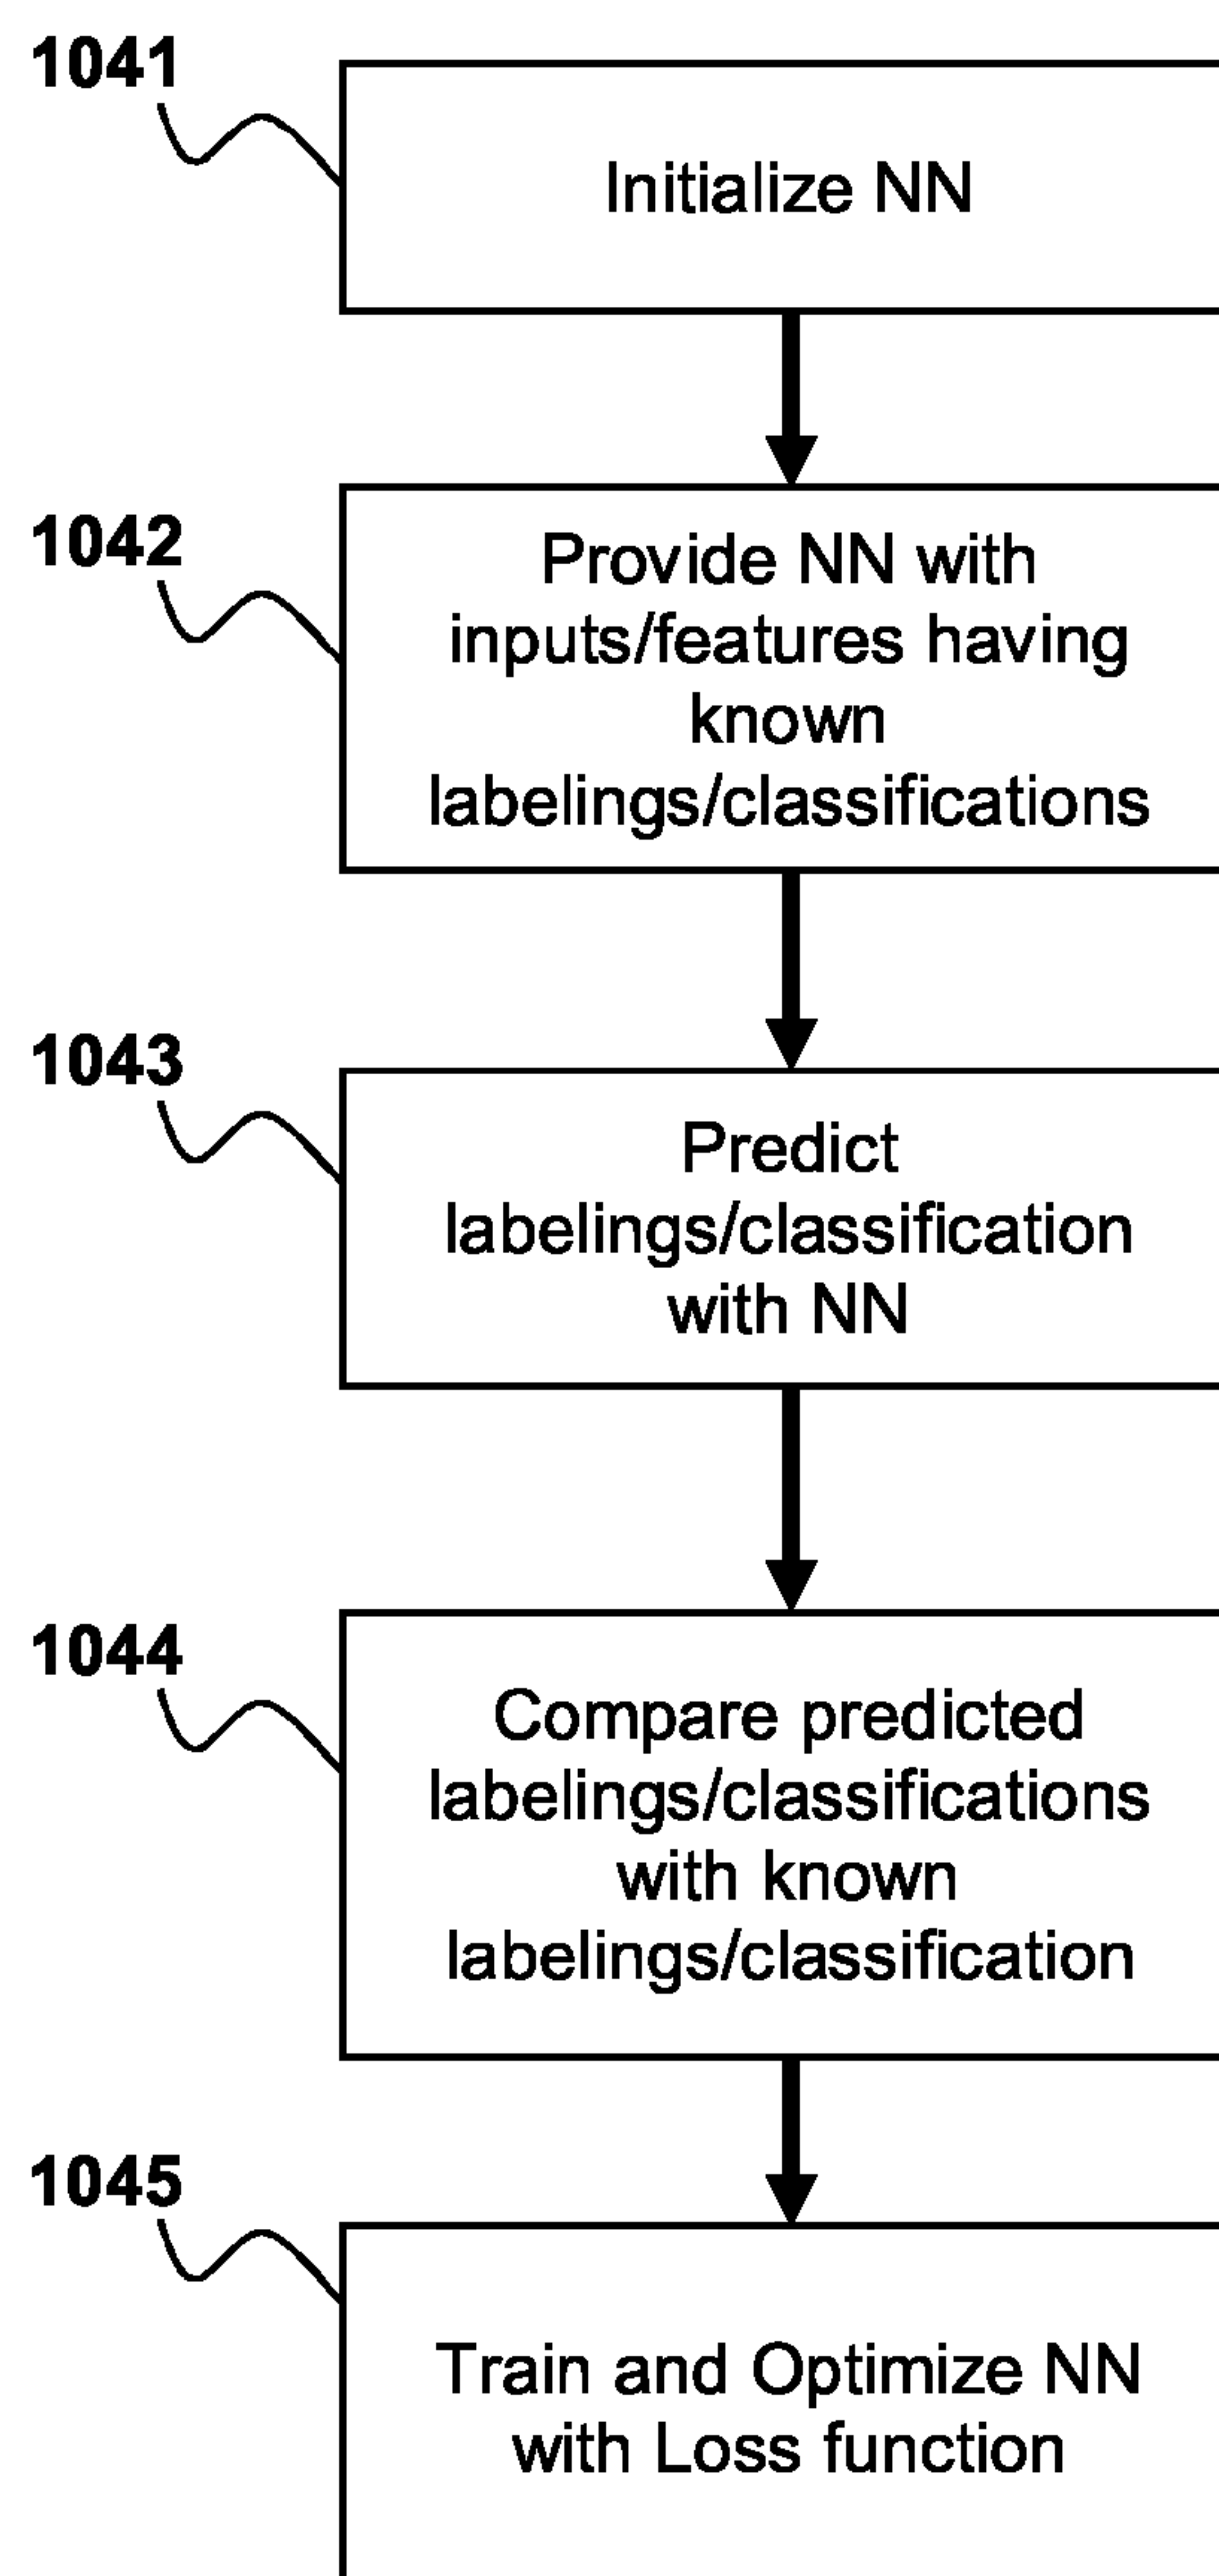 1041
Initialize NN
1042
Provide NN with
inputs/features having
known
labelings/classifications
1043
Predict
labelings/classification
with NN
1044
Compare predicted
labelings/classifications
with known
labelings/classification
1045
Train and Optimize NN
with Loss function